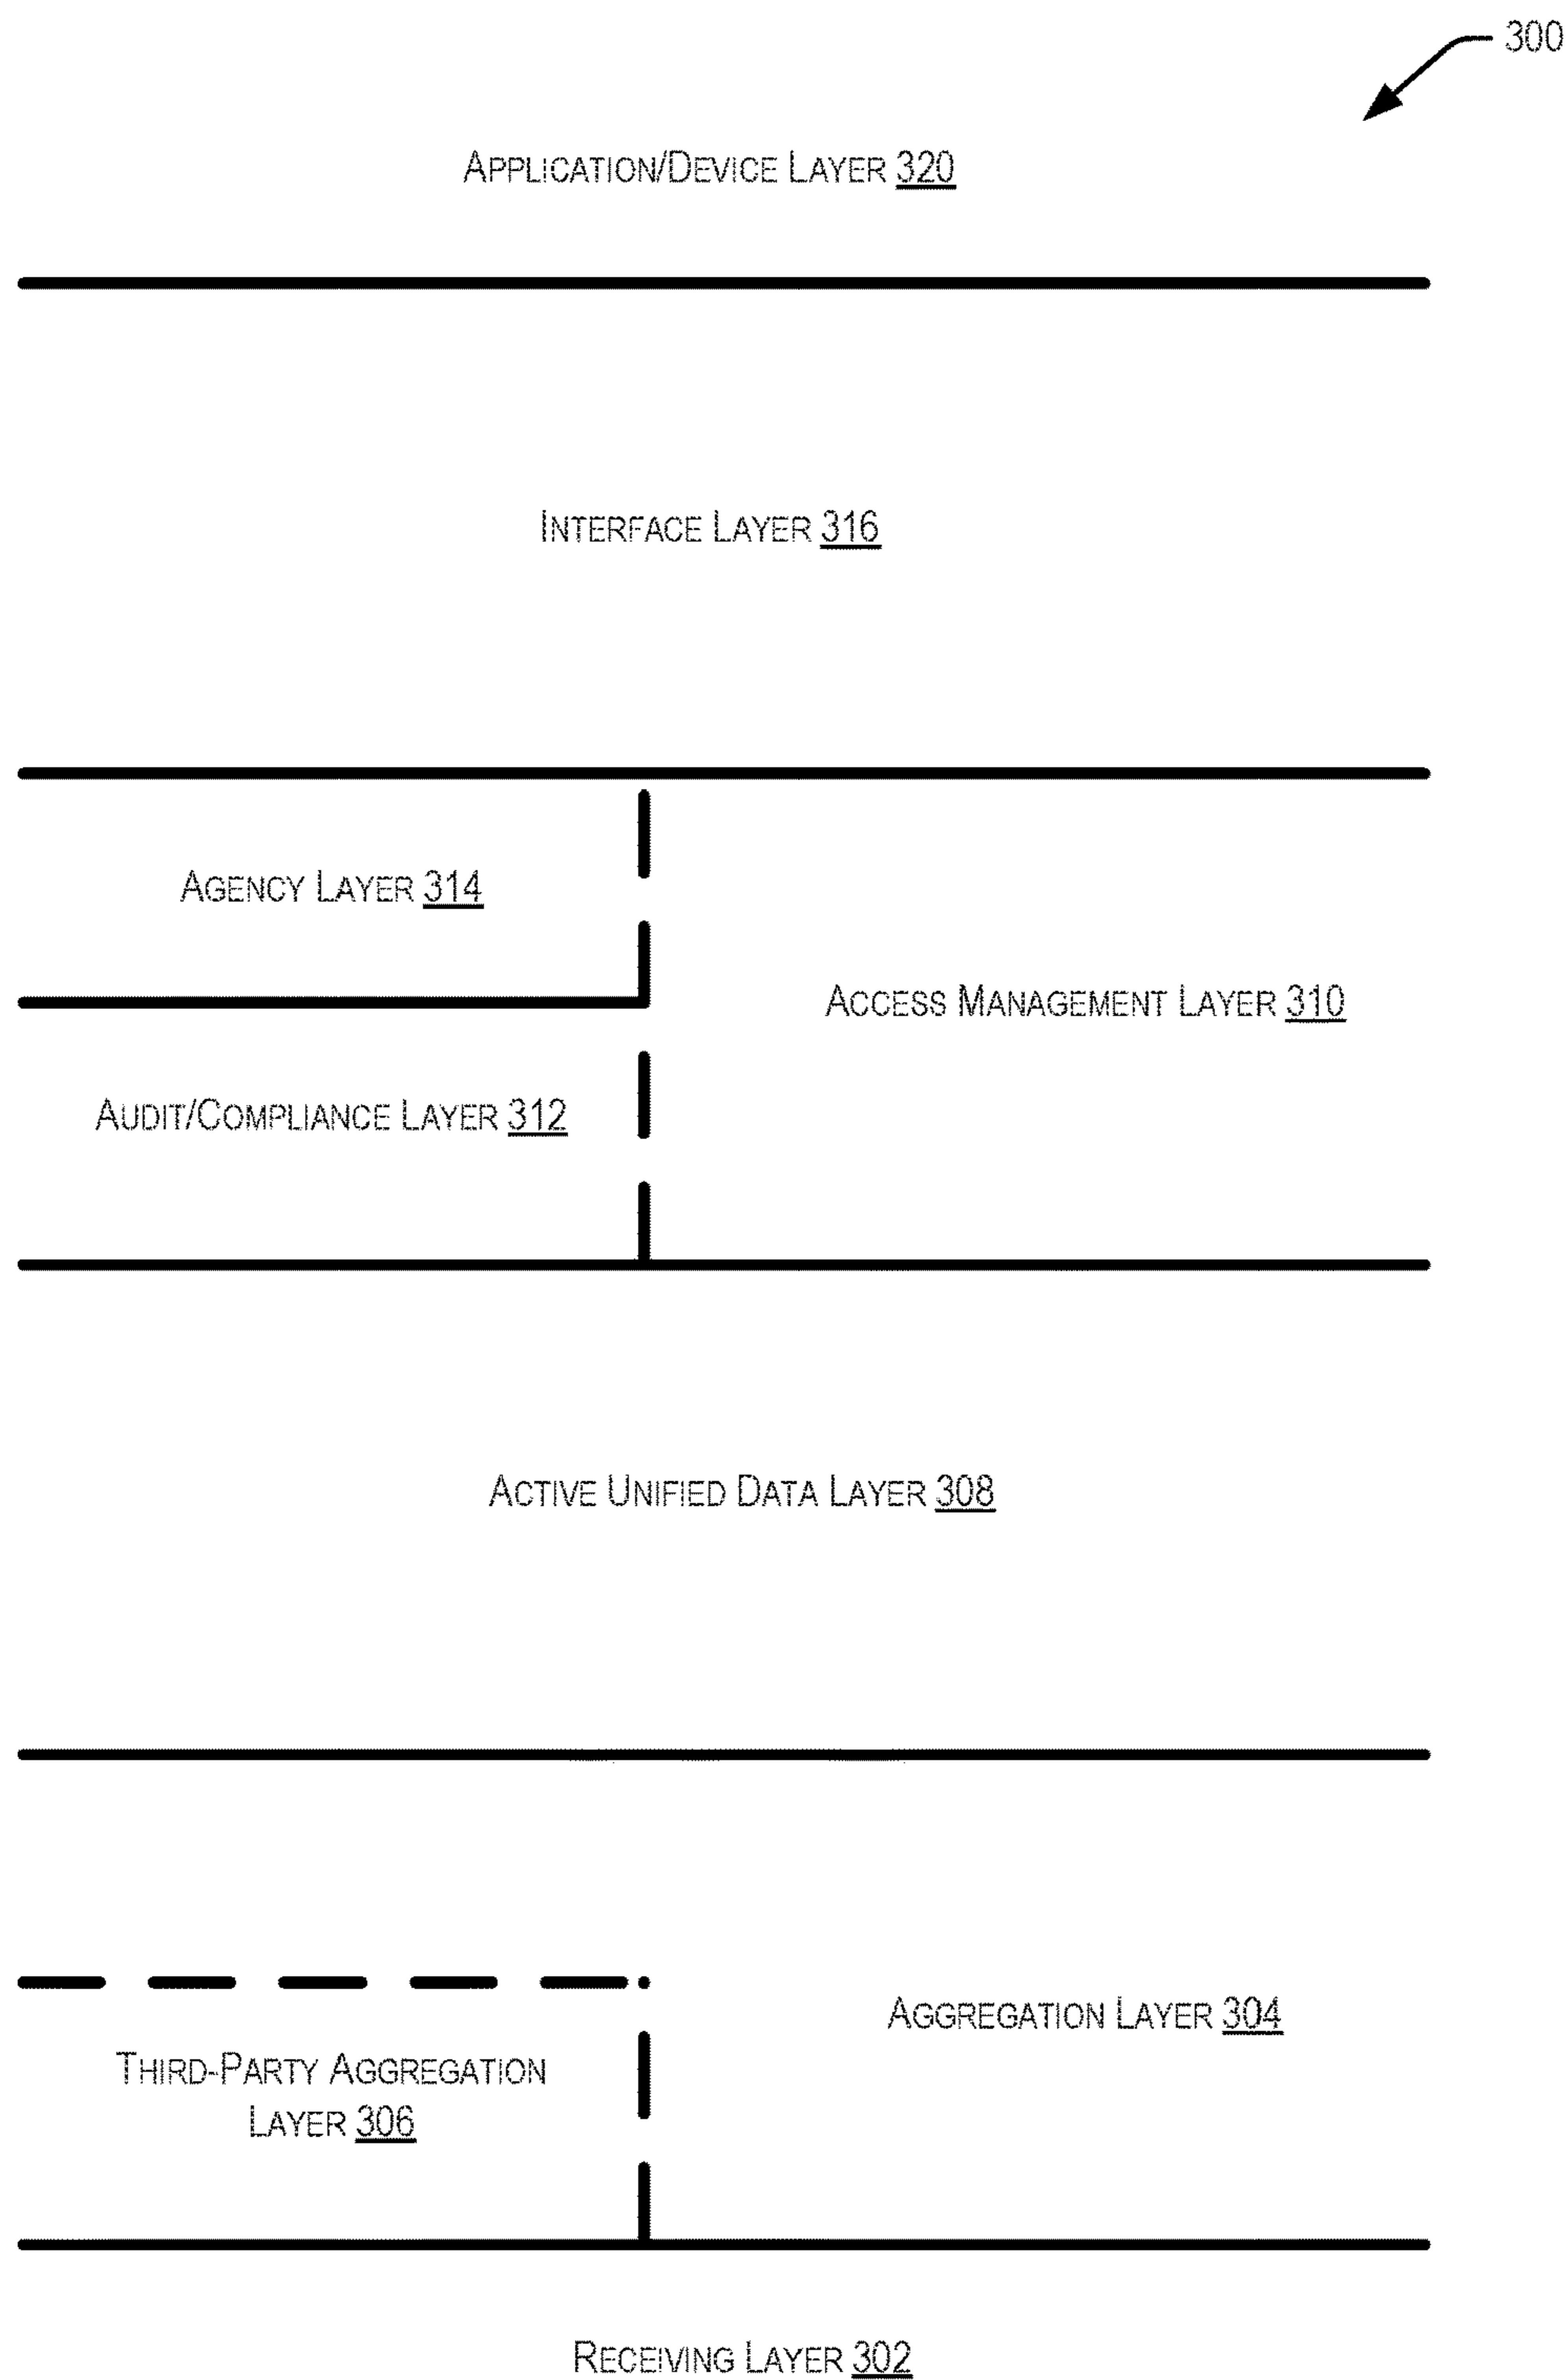 300
APPLICATION/DEVICE LAYER 320
INTERFACE LAYER 316
AGENCY LAYER 314
ACCESS MANAGEMENT LAYER 310
AUDIT/COMPLIANCE LAYER 312
ACTIVE UNIFIED DATA LAYER 308
AGGREGATION LAYER 304
THIRD-PARTY AGGREGATION
LAYER 306
RECEIVING LAYER 302